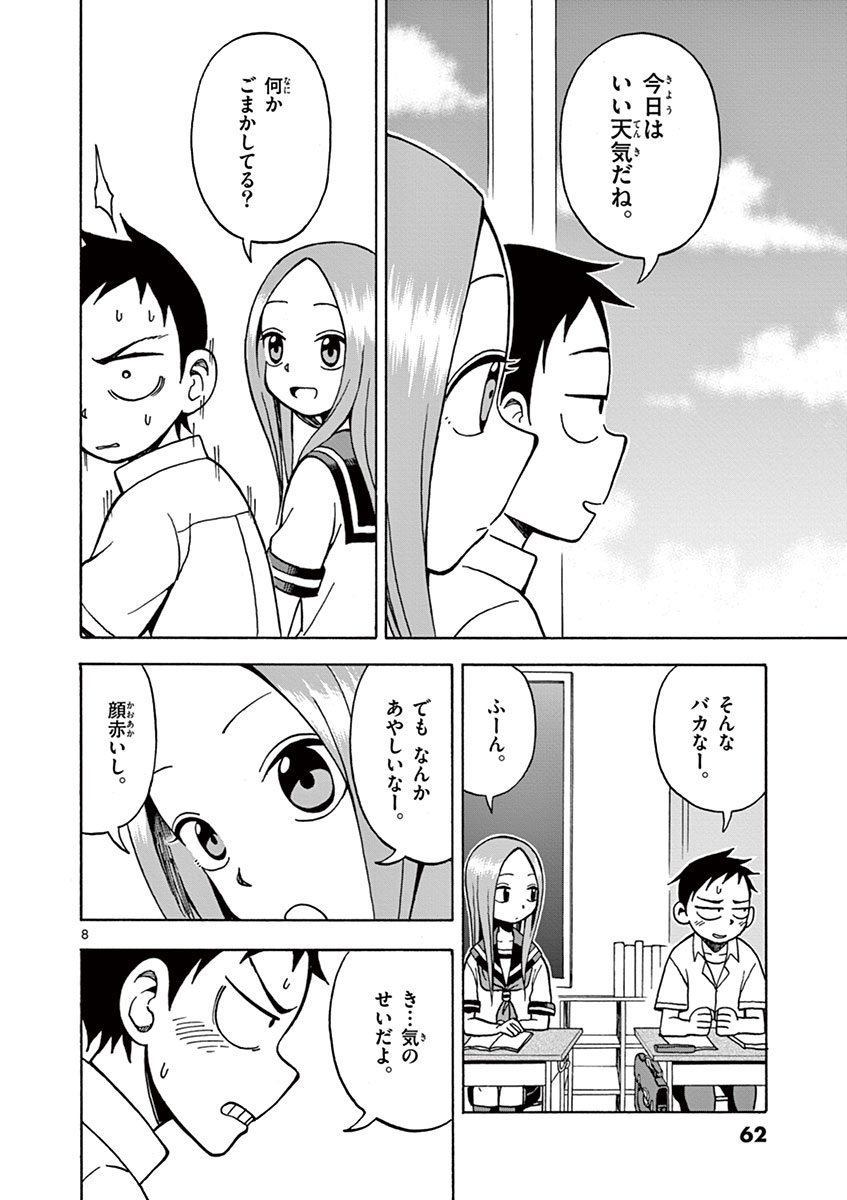 今日は
いい天気だね。
何か
ごまかしてる?
そんな
バカなー。
ふーん。
でも なんか
あやしいなー。
顔赤いし。
き…気の
せいだよ。
8
62